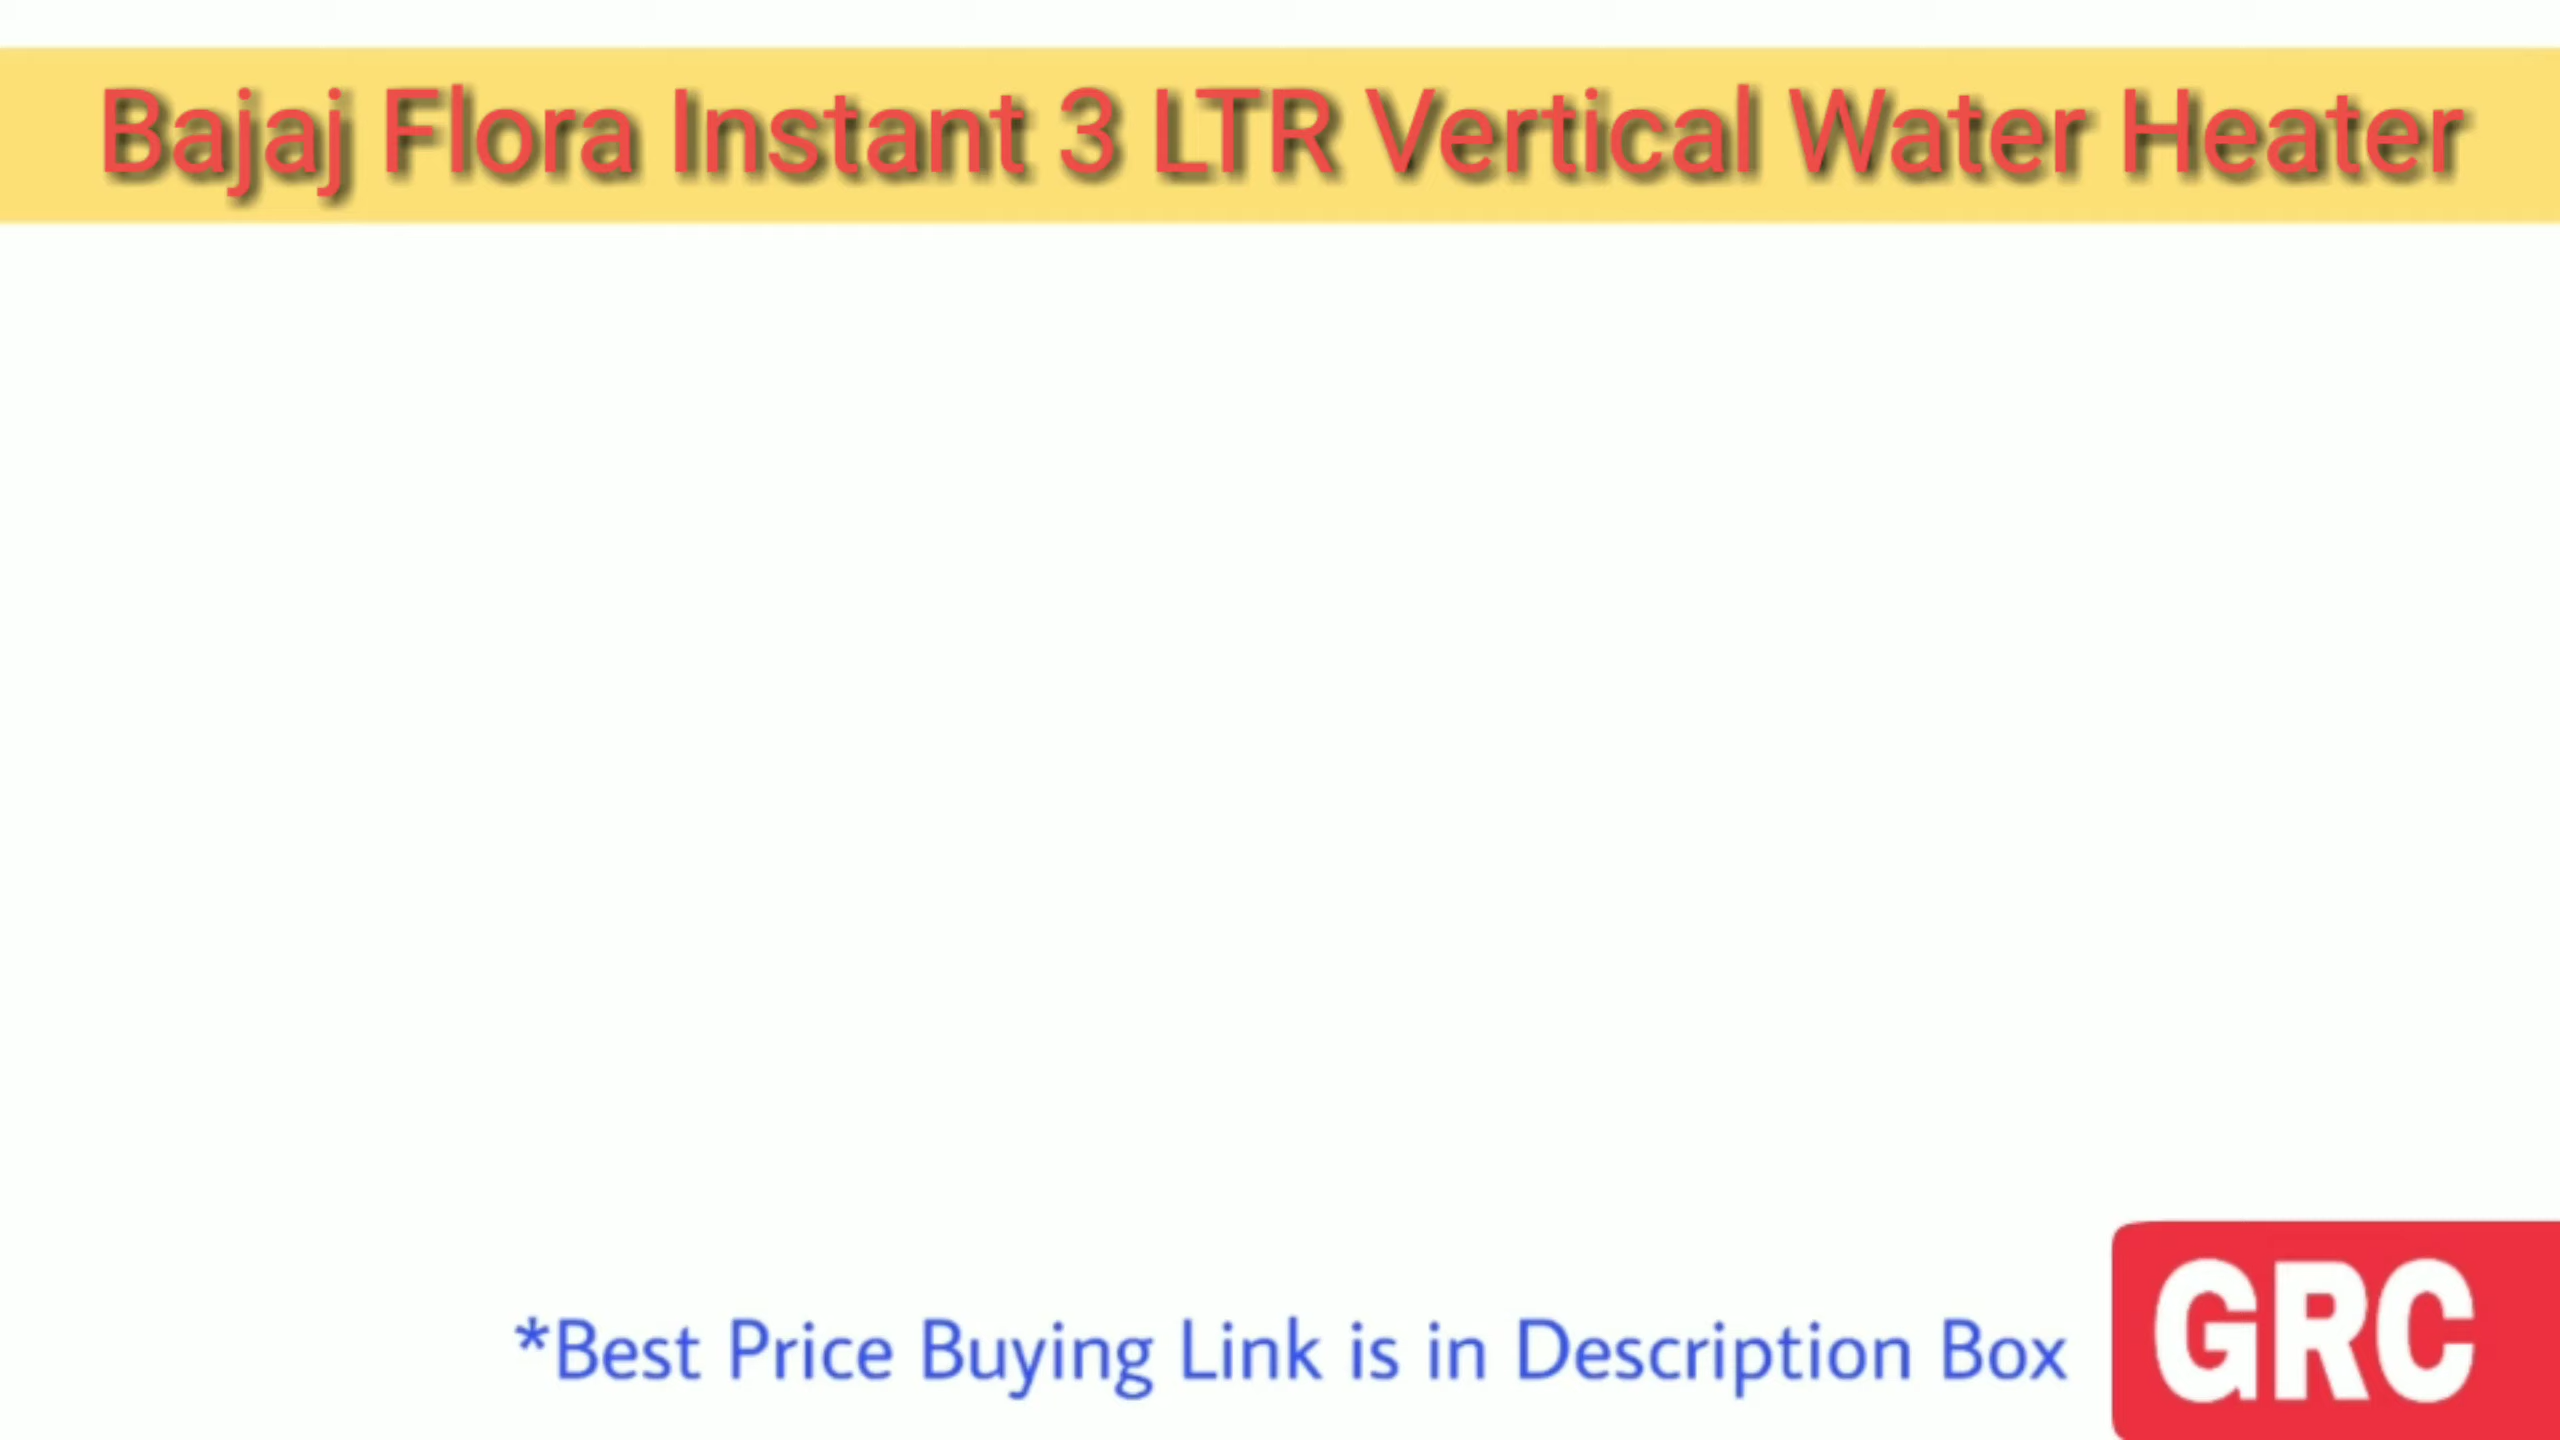 Bajaj Flora Instant 3 LTR Vertical Water Heater
*Best Price Buying Link is in Description Box
GRC